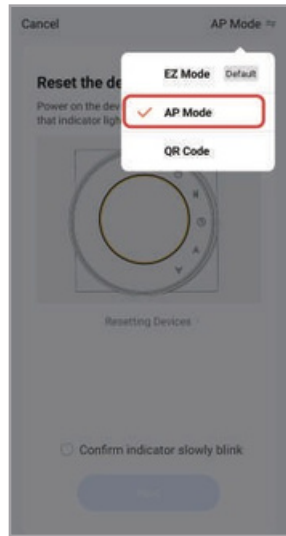 Cancel
AP Mode ⇋
EZ Mode Default
AP Mode
QR Code
Reset the de
Power on the dev
that indicator ligh
Resetting Devices
Confirm indicator slowly blink